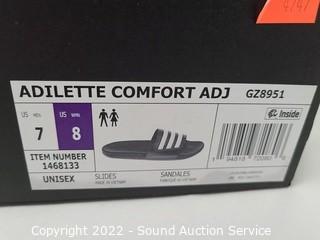 4747
ADILETTE COMFORT ADJ GZ8951
US MEN US Inside
7 8
ITEM NUMBER
1468133
UNISEX SLIDES SANDALES
MADE IN VIETNAM
Copyright 2022 - Sound Auction Service